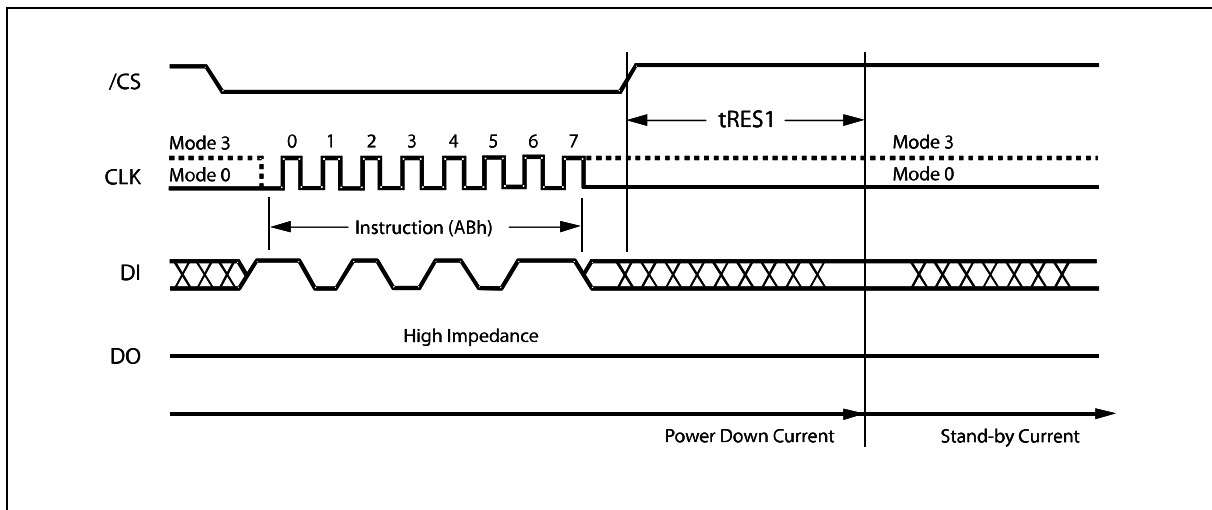 /CS
tRES1
Mode 3 0 1 2 3 4 5 6 7 Mode 3
CLK Mode 0 Mode 0
Instruction (ABh)
DI
High Impedance
DO
Power Down Current Stand-by Current